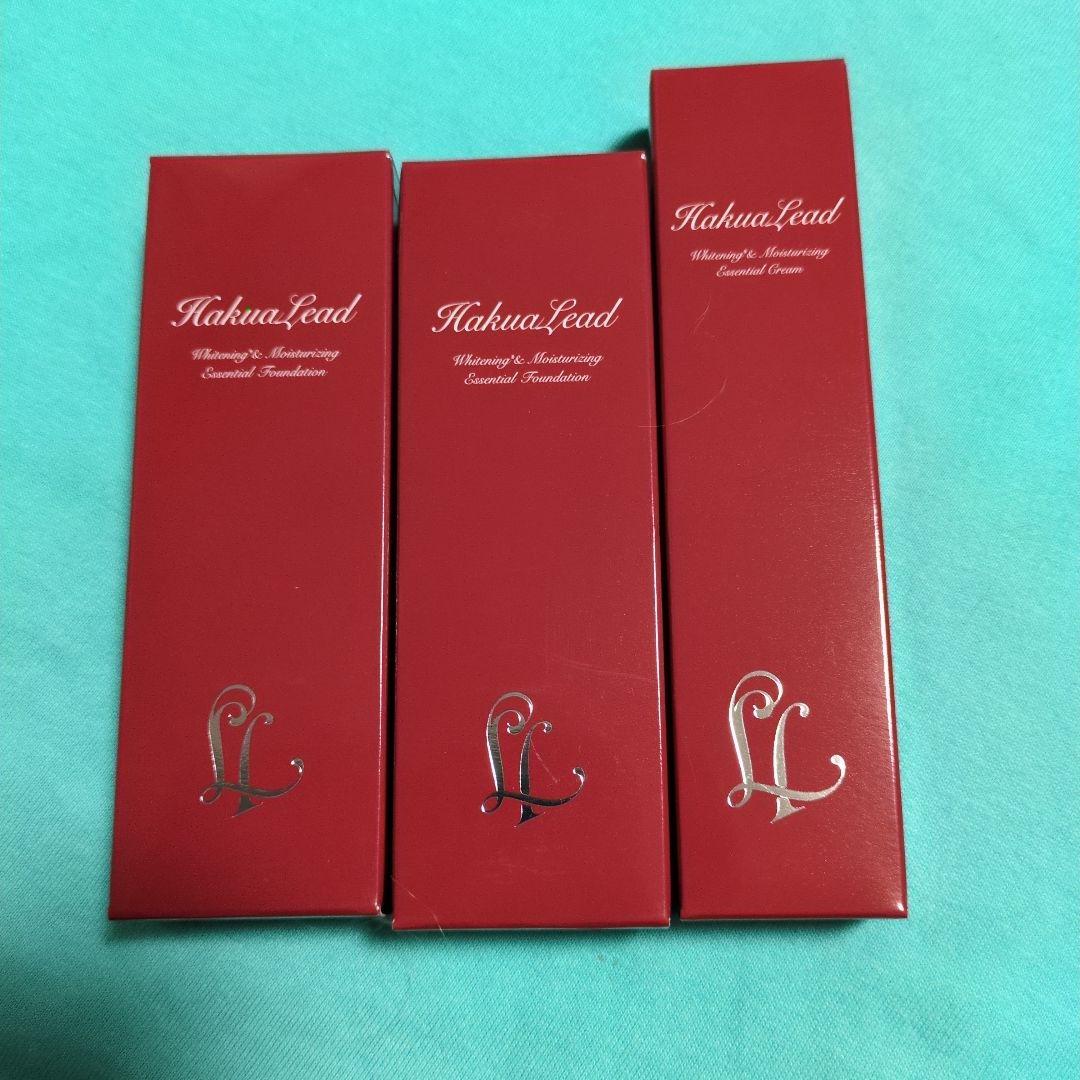 HakuaLead
Whitening*& Moisturizing
Essential Foundation
HakuaLead
Whitening*& Moisturizing
Essential Foundation
HakuaLead
Whitening*& Moisturizing
Essential Cream